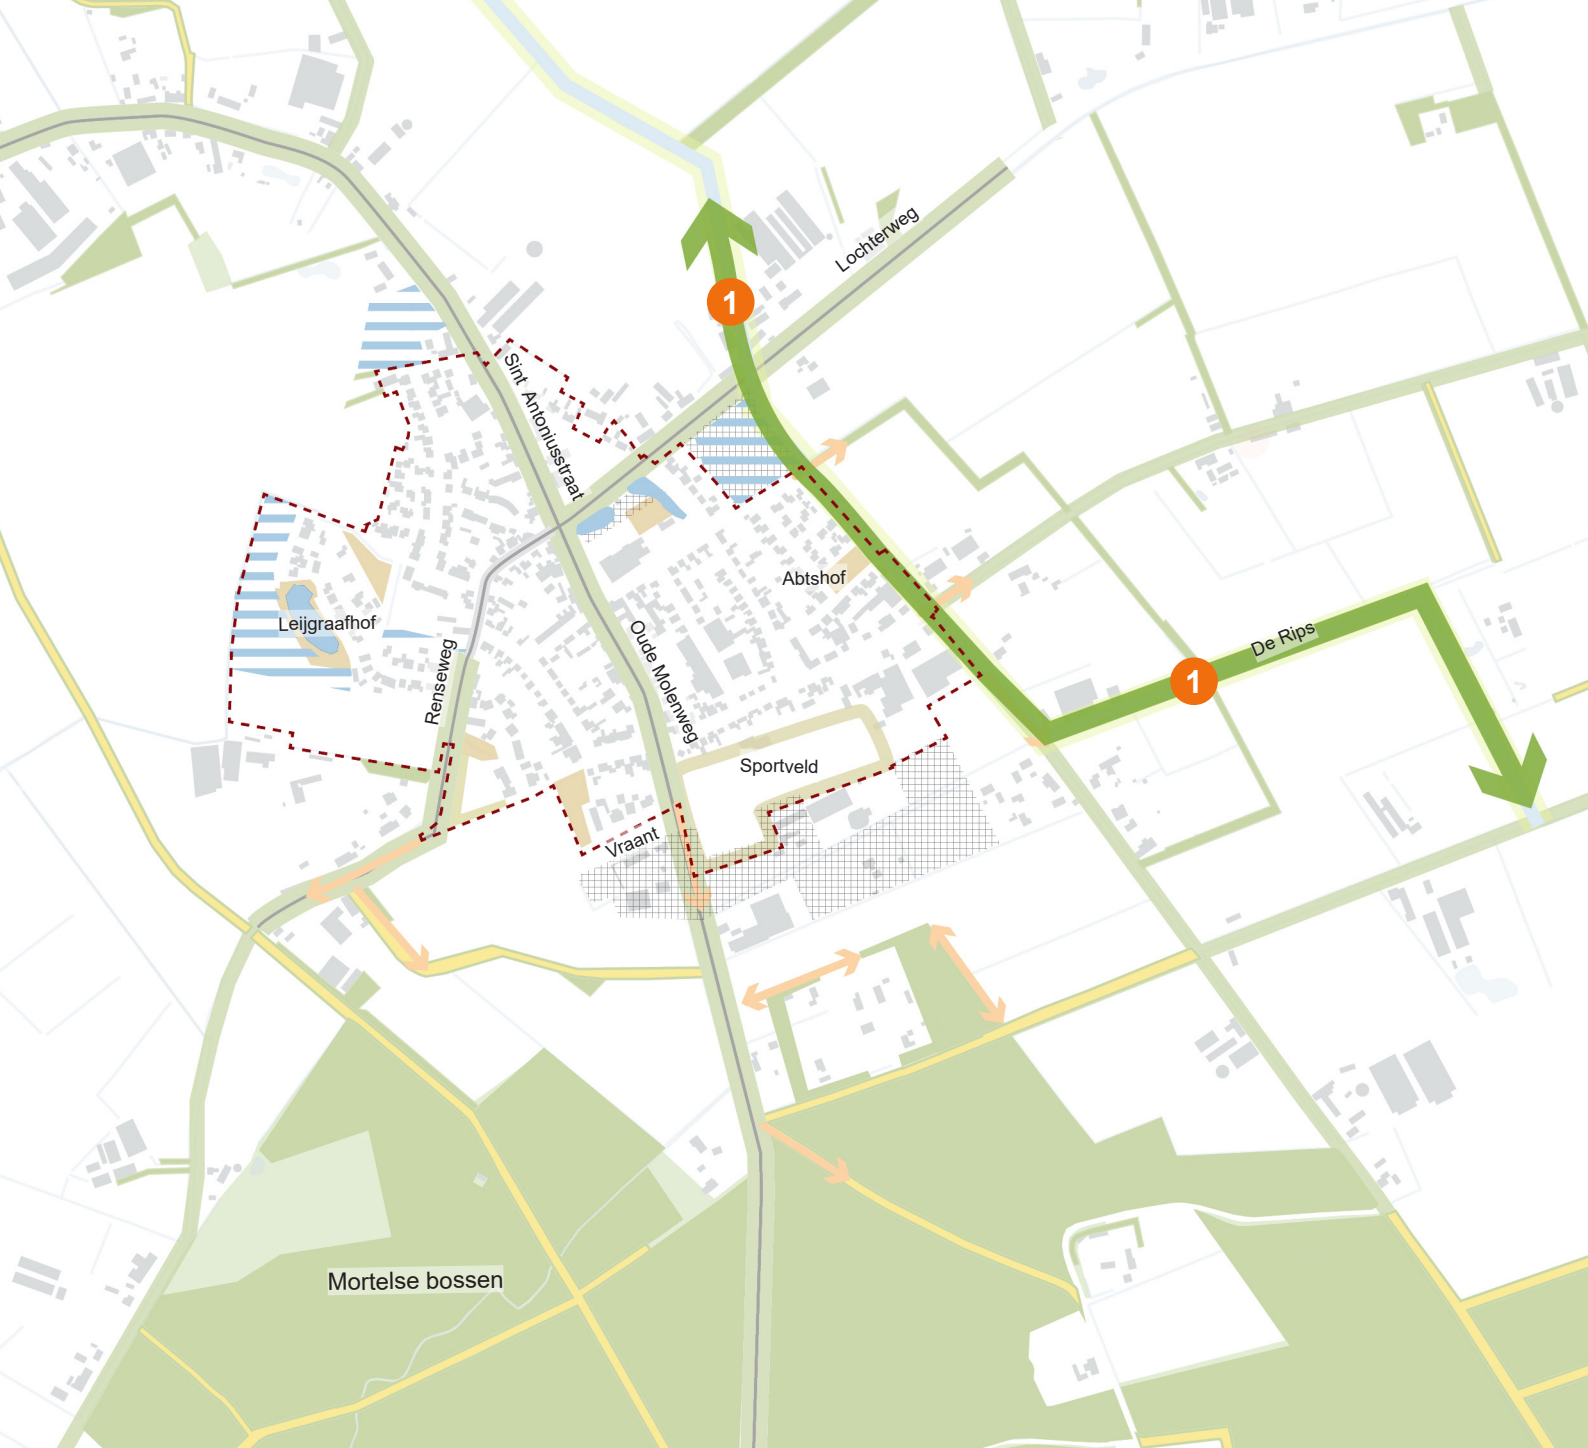 Lochterweg
1
Sint Antoniusstraat
Abtshof
Leijgraafhof
De Rips
Renseweg
Oude Molenweg
1
Sportveld
Vraant
Mortelse bossen